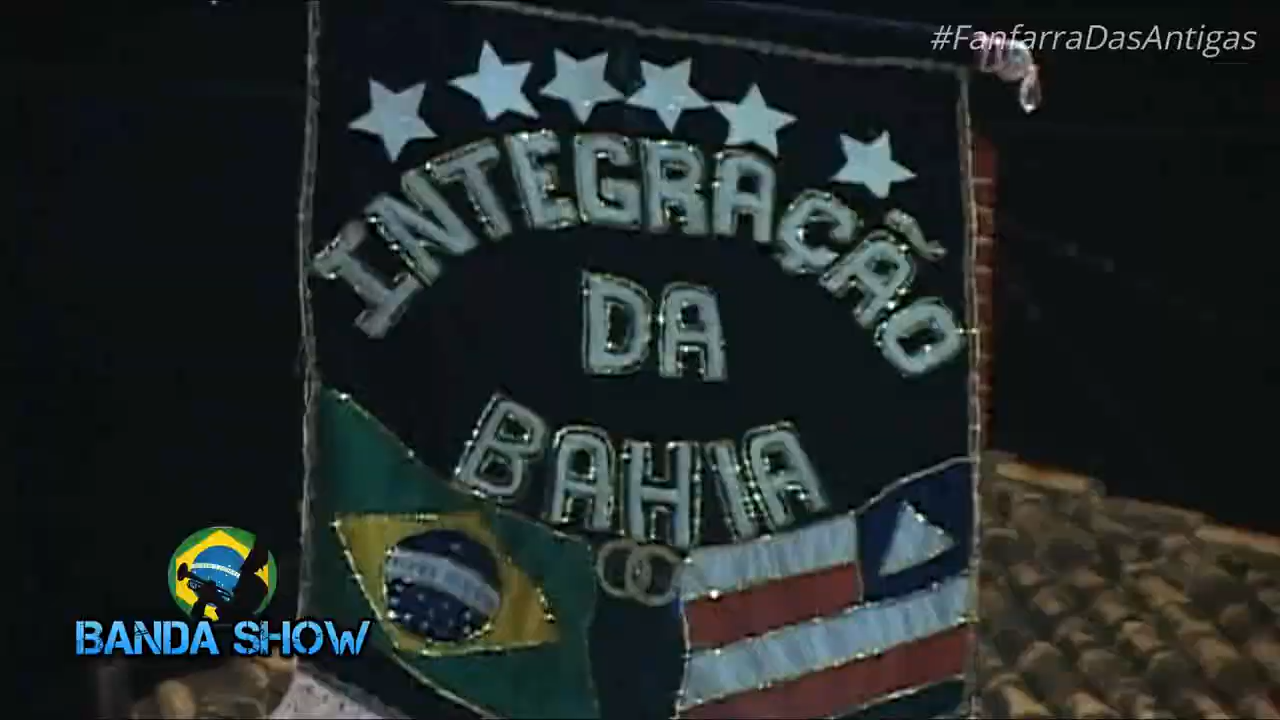 #FanfarraDasAntigas
INTEGRAÇÃO
DA
BAHIA
BANDA SHOW